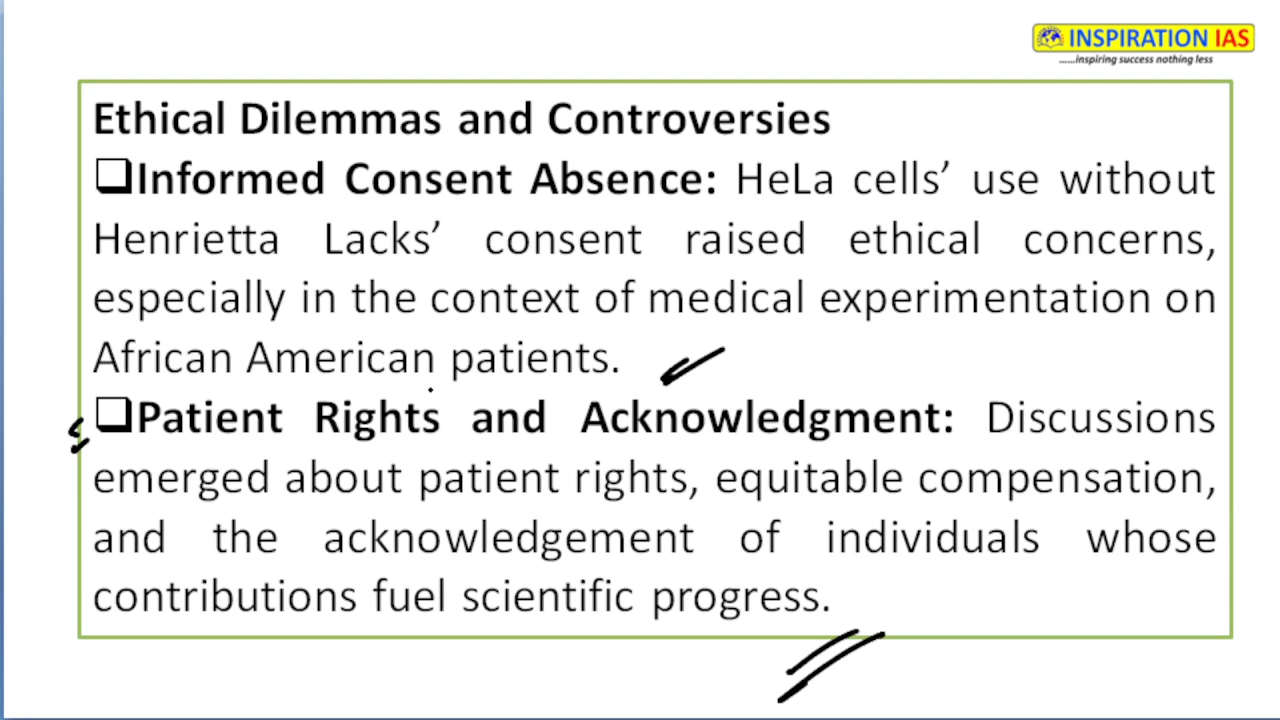 INSPIRATION IAS
......inspiring success nothing less
Ethical Dilemmas and Controversies
❑Informed Consent Absence: HeLa cells’ use without
Henrietta Lacks’ consent raised ethical concerns,
especially in the context of medical experimentation on
African American patients.
❑Patient Rights and Acknowledgment: Discussions
emerged about patient rights, equitable compensation,
and the acknowledgement of individuals whose
contributions fuel scientific progress.